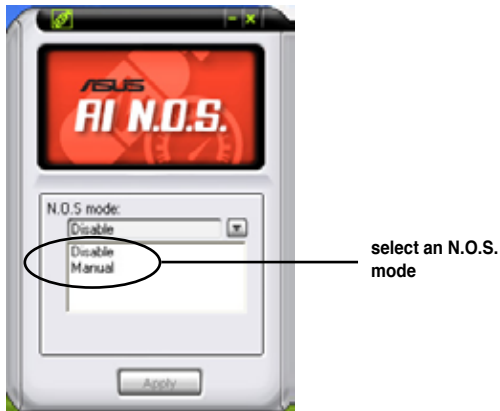 ASUS
AI N.O.S.
N.O.S mode:
Disable
Disable
Manual
select an N.O.S.
mode
Apply